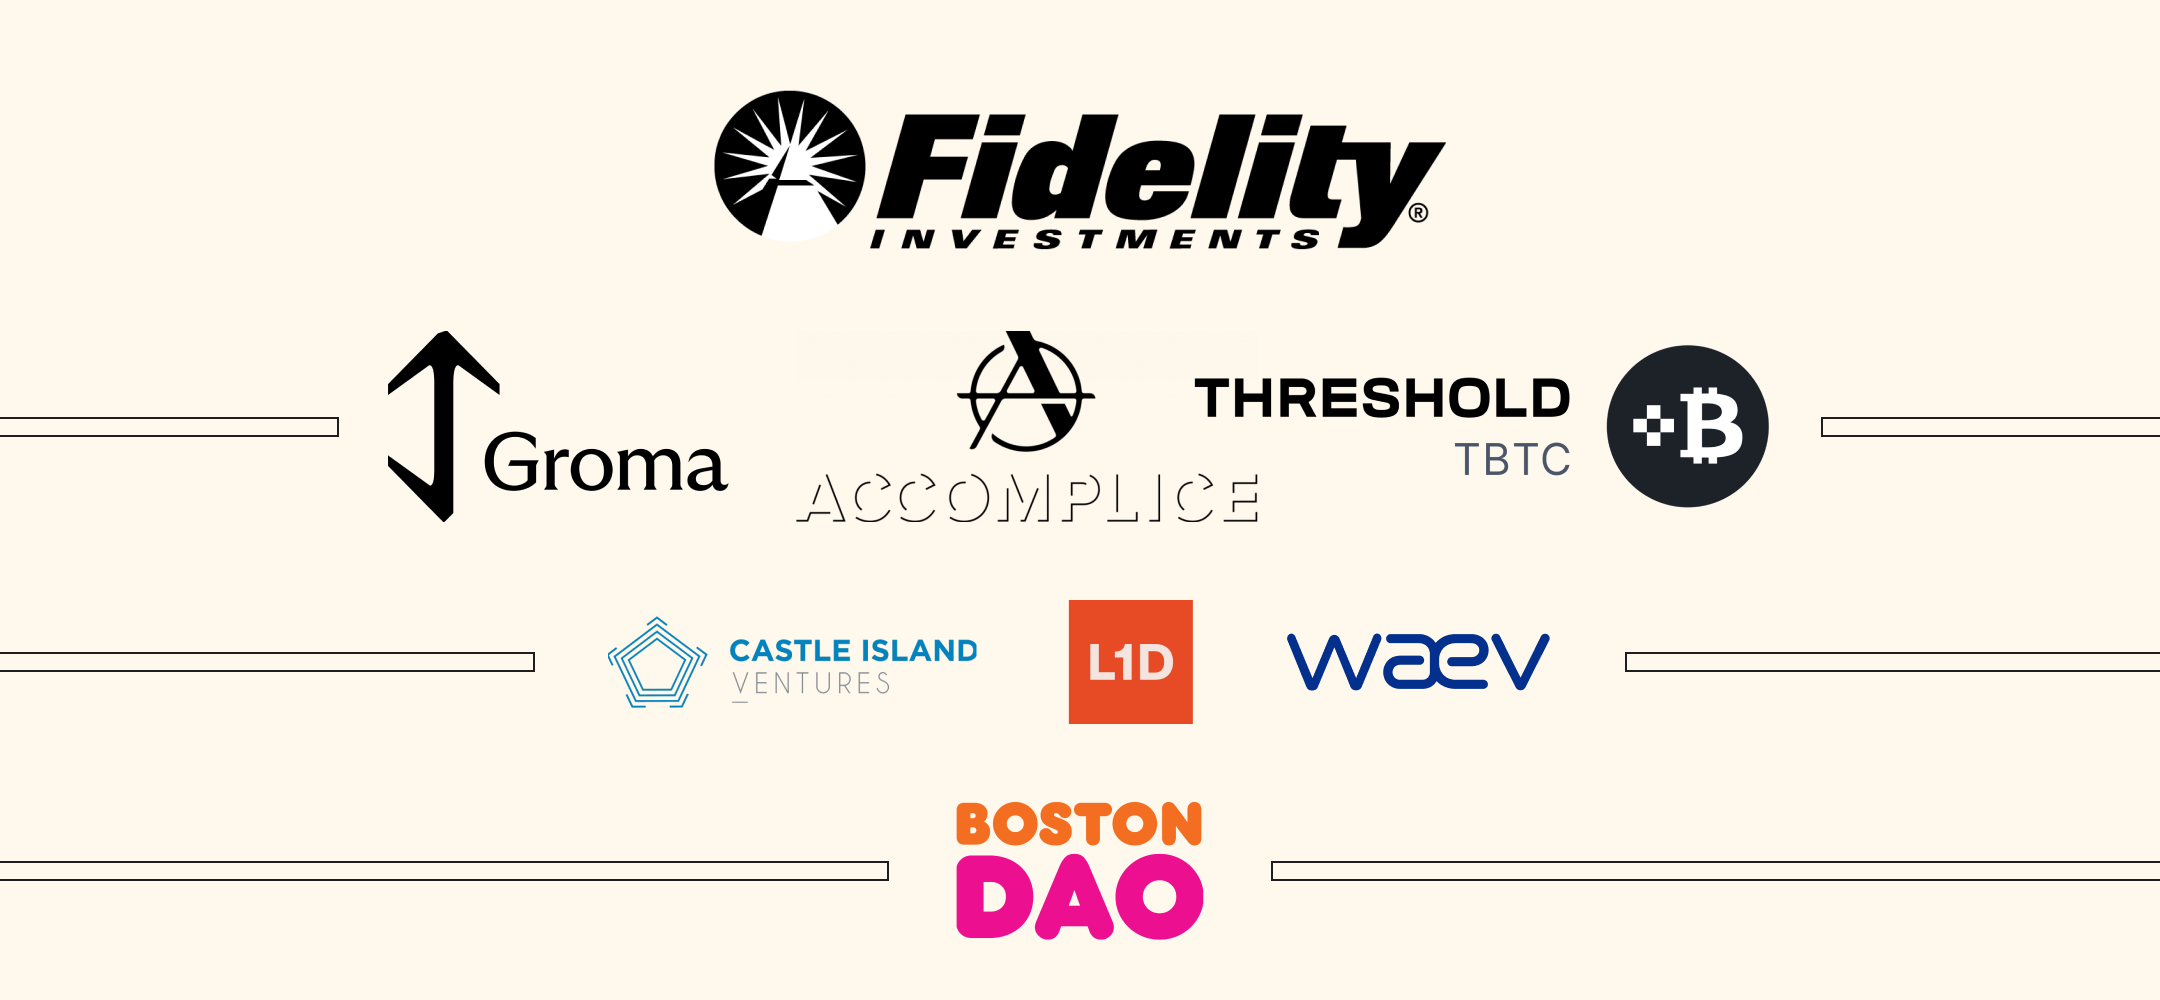 Fidelity ®
INVESTMENTS
Groma
ACCOMPLICE
THRESHOLD
TBTC
CASTLE ISLAND
VENTURES
L1D
waev
BOSTON
DAO